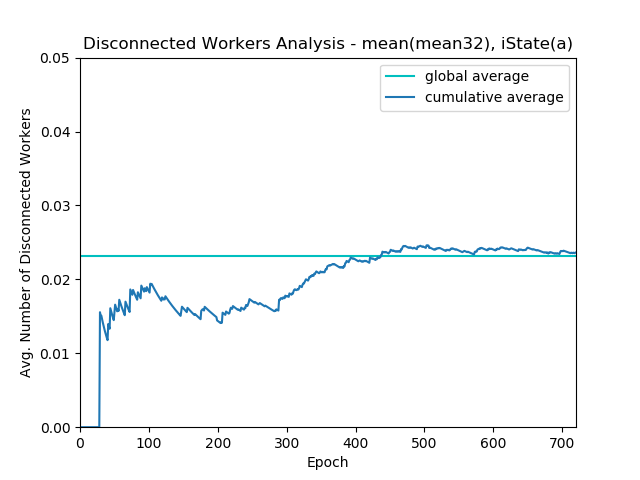 Disconnected Workers Analysis - mean(mean32), iState(a)
global average
cumulative average
Avg. Number of Disconnected Workers
0.05
0.04
0.03
0.02
0.01
0.00
0 100 200 300 400 500 600 700
Epoch